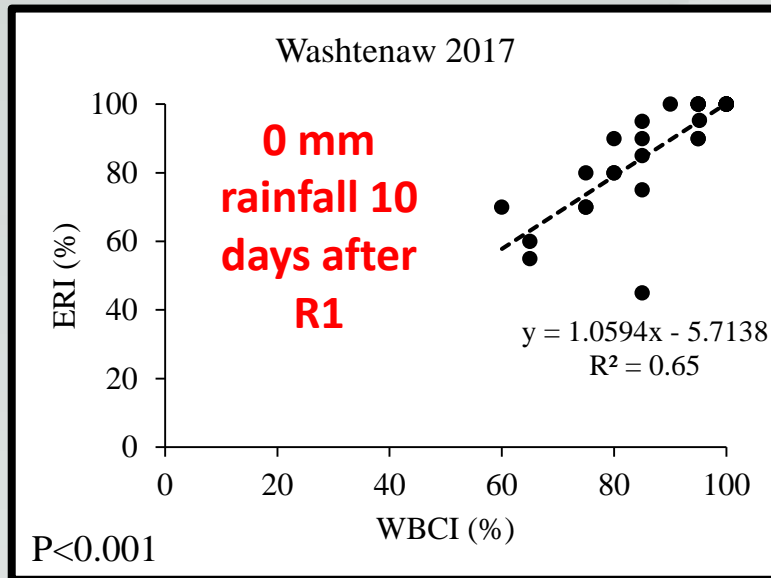 Washtenaw 2017
100
80
60
40
20
0
ERI (%)
0 mm
rainfall 10
days after
R1
y = 1.0594x - 5.7138
R² = 0.65
0 20 40 60 80 100
WBCI (%)
P<0.001